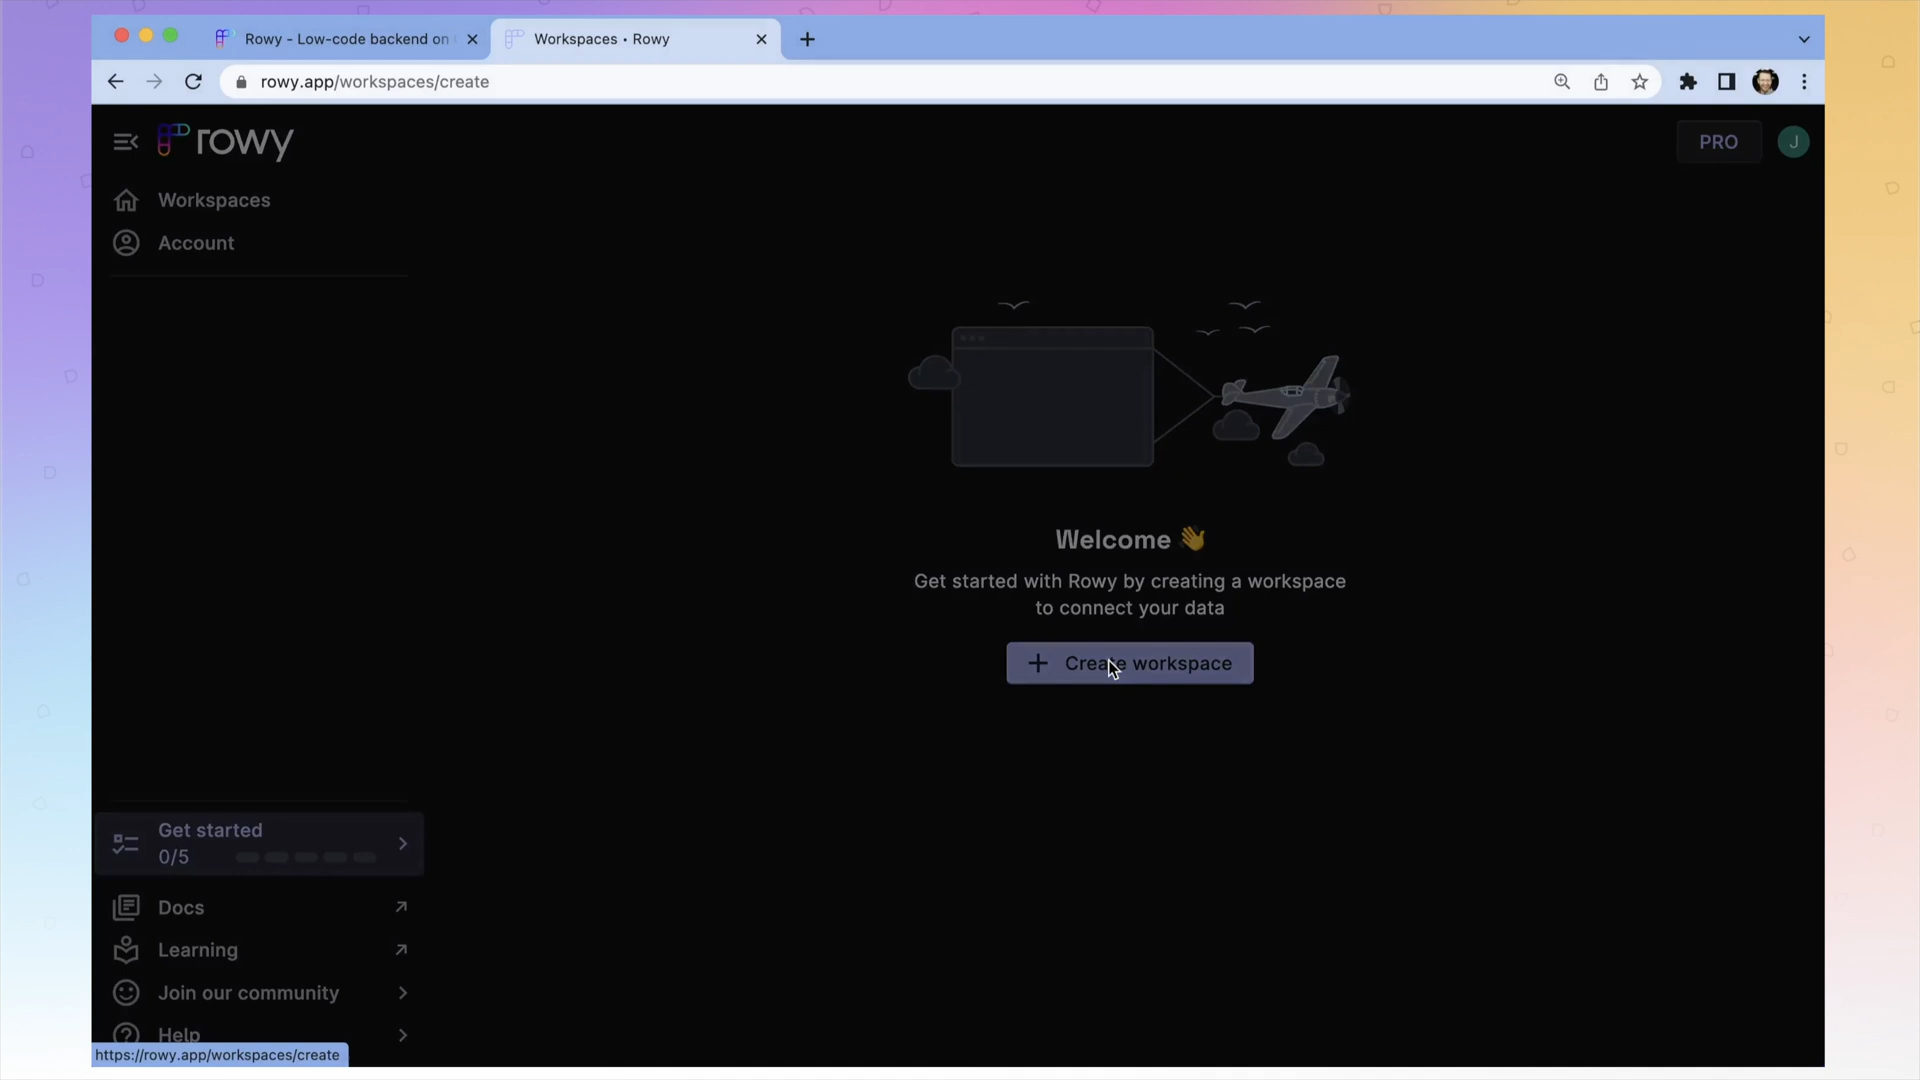 Rowy - Low-code backend on
Workspaces • Rowy
rowy.app/workspaces/create
rowy
PRO
J
Workspaces
Account
Welcome 👋
Get started with Rowy by creating a workspace
to connect your data
Create workspace
Get started
0/5
Docs
Learning
Join our community
Help
https://rowy.app/workspaces/create